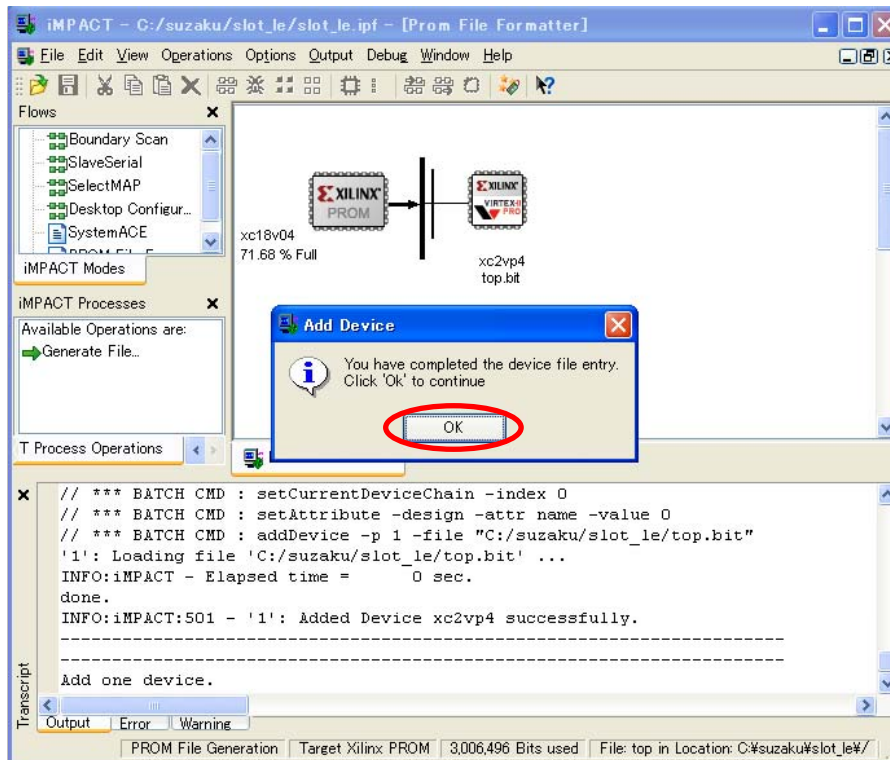 iMPACT - C:/suzaku/slot_le/slot_le.ipf - [Prom File Formatter]
File Edit View Operations Options Output Debug Window Help
Flows
Boundary Scan
SlaveSerial
SelectMAP
Desktop Configur...
SystemACE
iMPACT Modes
XILINX
PROM
xc18v04
71.68 % Full
XILINX
VIRTEX-II
PRO
xc2vp4
top.bit
iMPACT Processes
Available Operations are:
Generate File...
T Process Operations
Add Device
You have completed the device file entry.
Click 'Ok' to continue
OK
// *** BATCH CMD : setCurrentDeviceChain -index 0
// *** BATCH CMD : setAttribute -design -attr name -value 0
// *** BATCH CMD : addDevice -p 1 -file "C:/suzaku/slot_le/top.bit"
'1': Loading file 'C:/suzaku/slot_le/top.bit' ...
INFO:iMPACT - Elapsed time =      0 sec.
done.
INFO:iMPACT:501 - '1': Added Device xc2vp4 successfully.
----------------------------------------------------------------------
----------------------------------------------------------------------
Add one device.
Transcript
Output Error Warning
PROM File Generation Target Xilinx PROM 3,006,496 Bits used File: top in Location: C:¥suzaku¥slot_le¥/